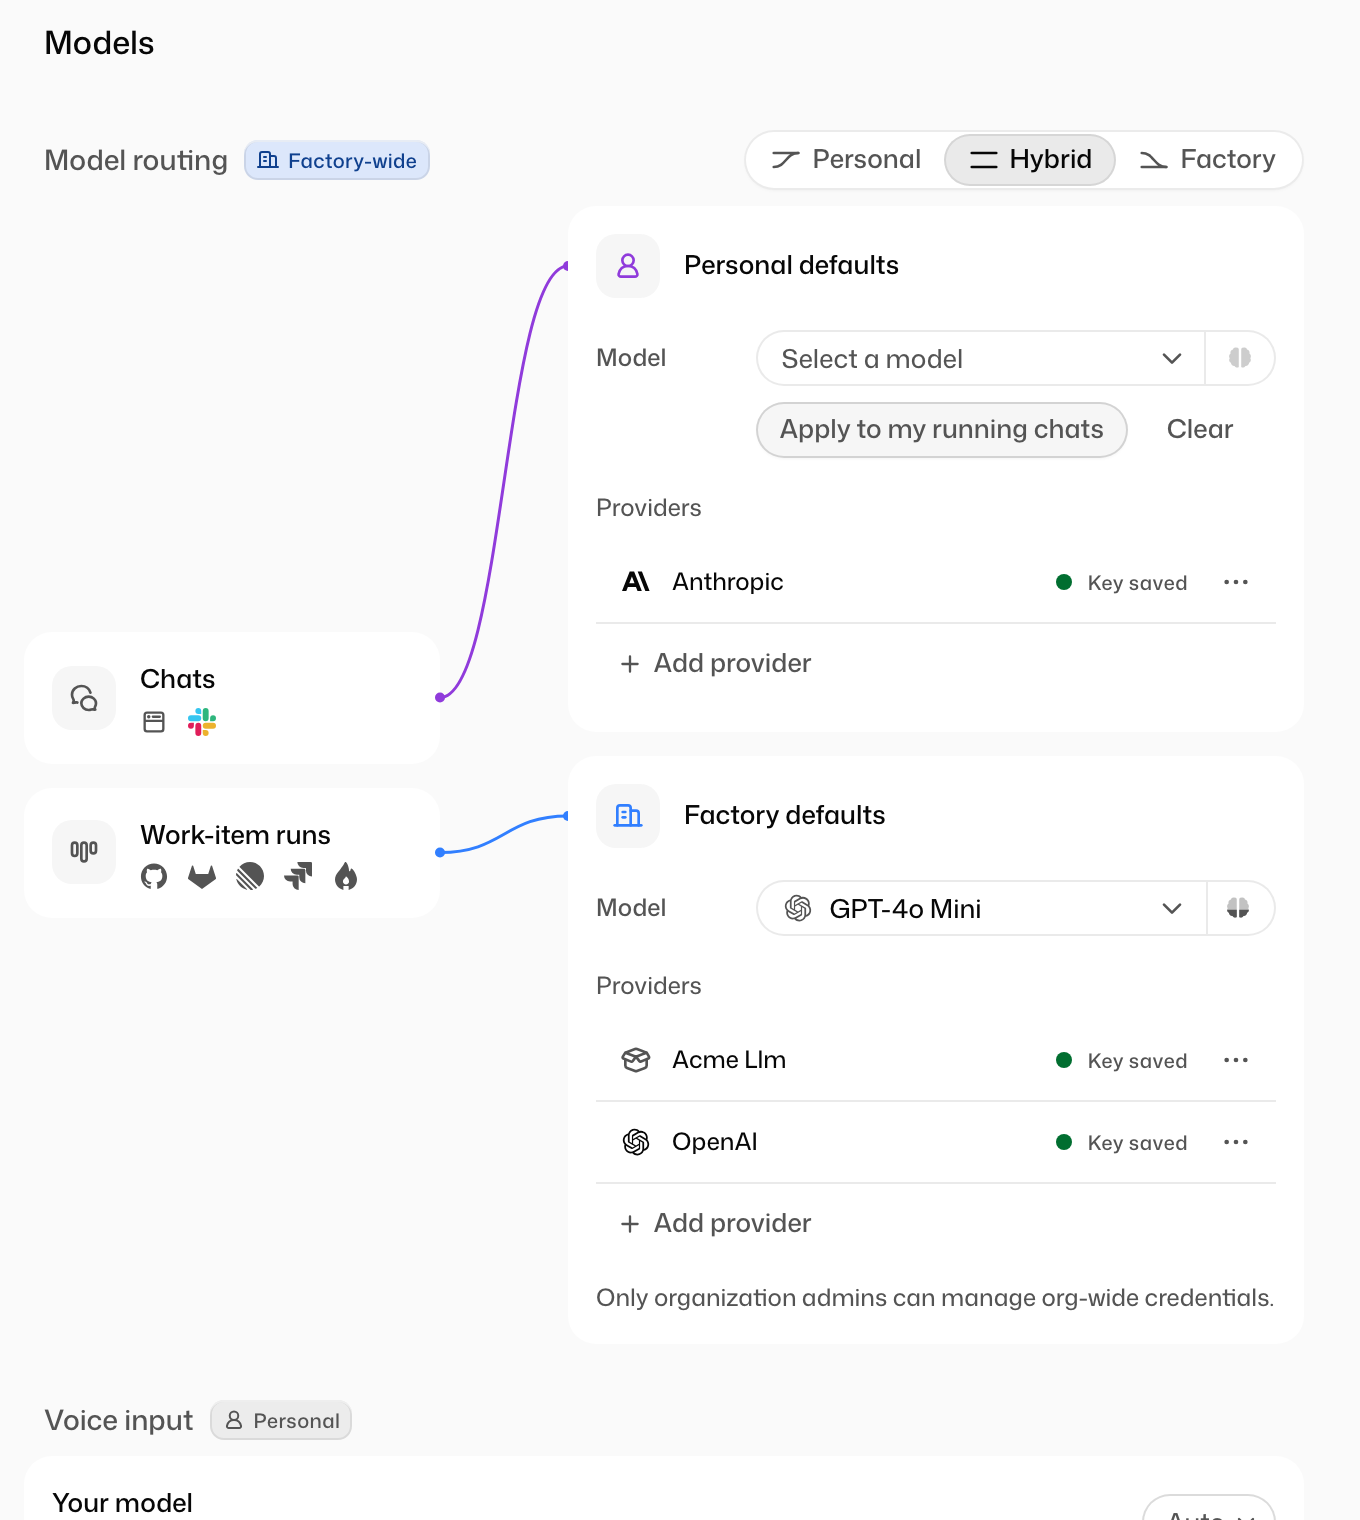 Models
Model routing
Factory-wide
Personal
Hybrid
Factory
Personal defaults
Model
Select a model
Apply to my running chats
Clear
Providers
Anthropic
Key saved
+ Add provider
Chats
Work-item runs
Factory defaults
Model
GPT-4o Mini
Providers
Acme Llm
Key saved
OpenAI
Key saved
+ Add provider
Only organization admins can manage org-wide credentials.
Voice input
Personal
Your model
Auto